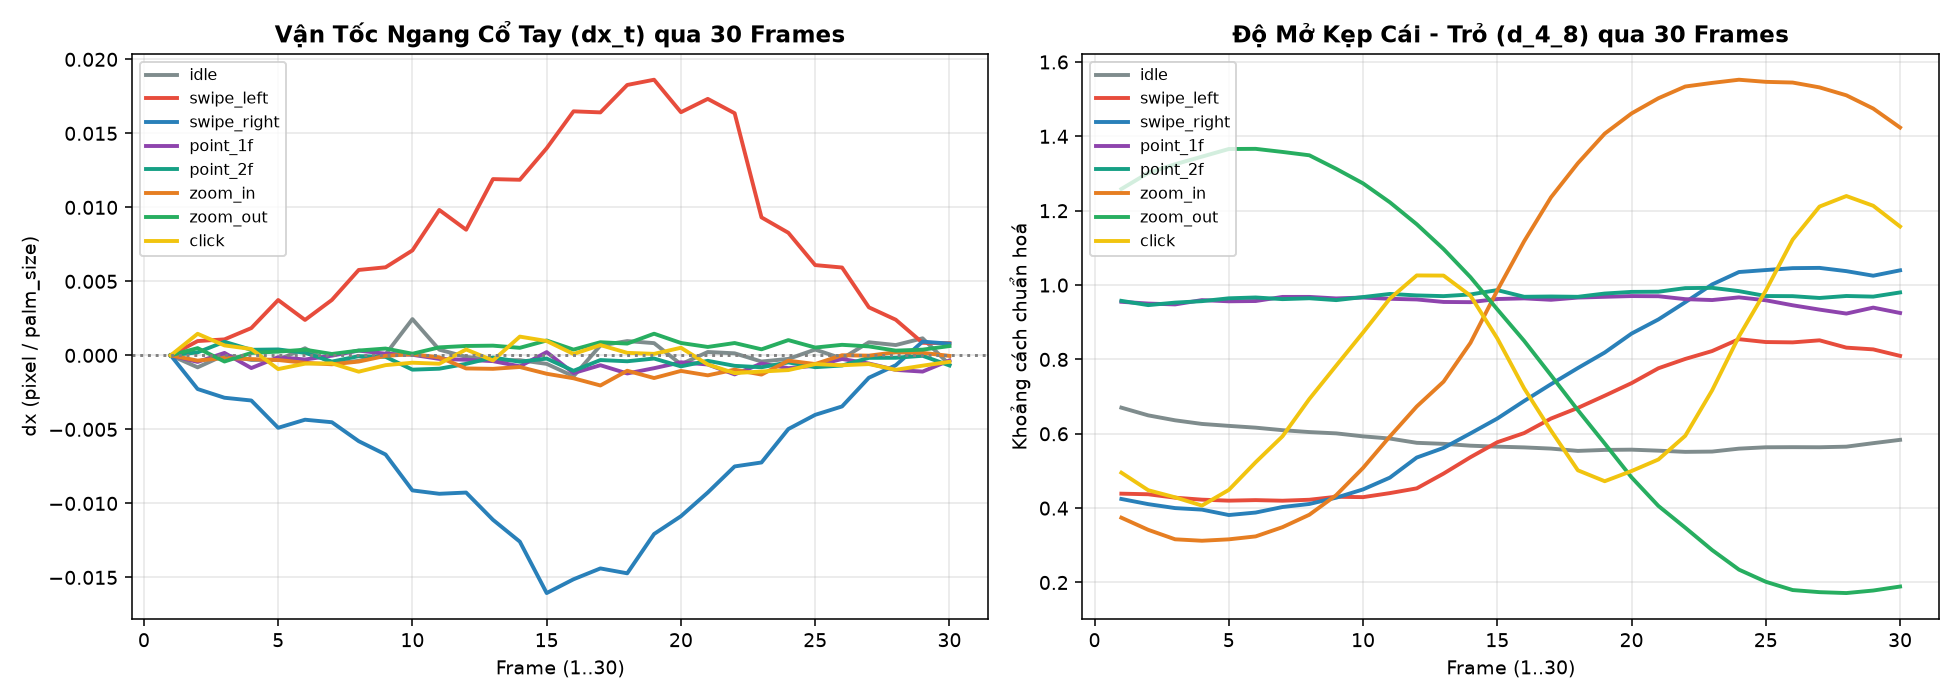 Vận Tốc Ngang Cổ Tay (dx_t) qua 30 Frames
dx (pixel / palm_size)
0.020
0.015
0.010
0.005
0.000
−0.005
−0.010
−0.015
idle
swipe_left
swipe_right
point_1f
point_2f
zoom_in
zoom_out
click
0
5
10
15
20
25
30
Frame (1..30)
Độ Mở Kẹp Cái - Trỏ (d_4_8) qua 30 Frames
Khoảng cách chuẩn hoá
1.6
1.4
1.2
1.0
0.8
0.6
0.4
0.2
idle
swipe_left
swipe_right
point_1f
point_2f
zoom_in
zoom_out
click
0
5
10
15
20
25
30
Frame (1..30)